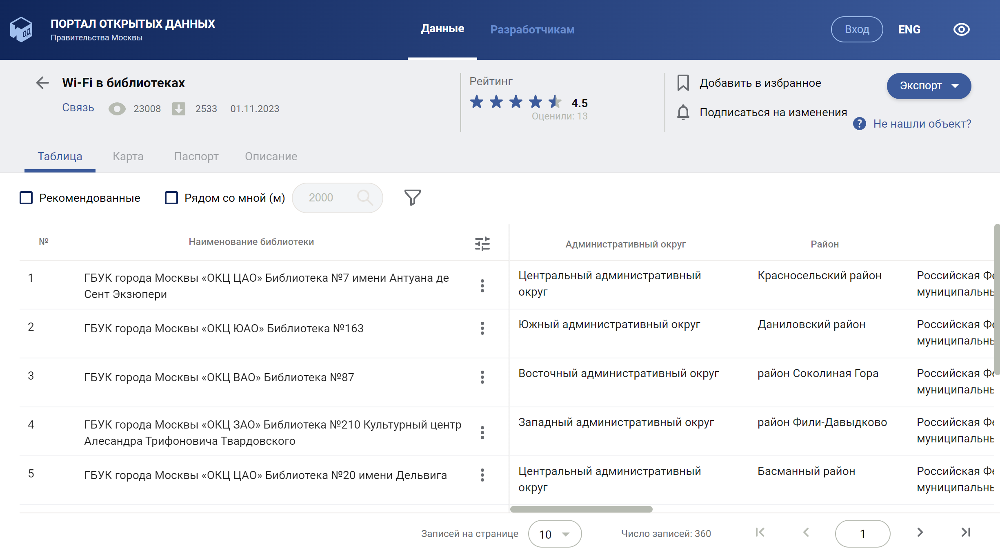 ПОРТАЛ ОТКРЫТЫХ ДАННЫХ
Правительства Москвы
Данные
Разработчикам
Вход
ENG
Wi-Fi в библиотеках
Связь 23008 2533 01.11.2023
Рейтинг
4.5
Оценили: 13
Добавить в избранное
Подписаться на изменения
Экспорт
? Не нашли объект?
Таблица Карта Паспорт Описание
Рекомендованные Рядом со мной (м) 2000
№ Наименование библиотеки Административный округ Район
1 ГБУК города Москвы «ОКЦ ЦАО» Библиотека №7 имени Антуана де Центральный административный Красносельский район Российская Фе
Сент Экзюпери округ муниципальнь
2 ГБУК города Москвы «ОКЦ ЮАО» Библиотека №163 Южный административный округ Даниловский район Российская Фе
муниципальнь
3 ГБУК города Москвы «ОКЦ ВАО» Библиотека №87 Восточный административный округ район Соколиная Гора Российская Фе
муниципальнь
4 ГБУК города Москвы «ОКЦ ЗАО» Библиотека №210 Культурный центр Западный административный округ район Фили-Давыдково Российская Фе
Алесандра Трифоновича Твардовского муниципальнь
5 ГБУК города Москвы «ОКЦ ЦАО» Библиотека №20 имени Дельвига Центральный административный Басманный район Российская Фе
округ муниципальнь
Записей на странице 10 Число записей: 360 1